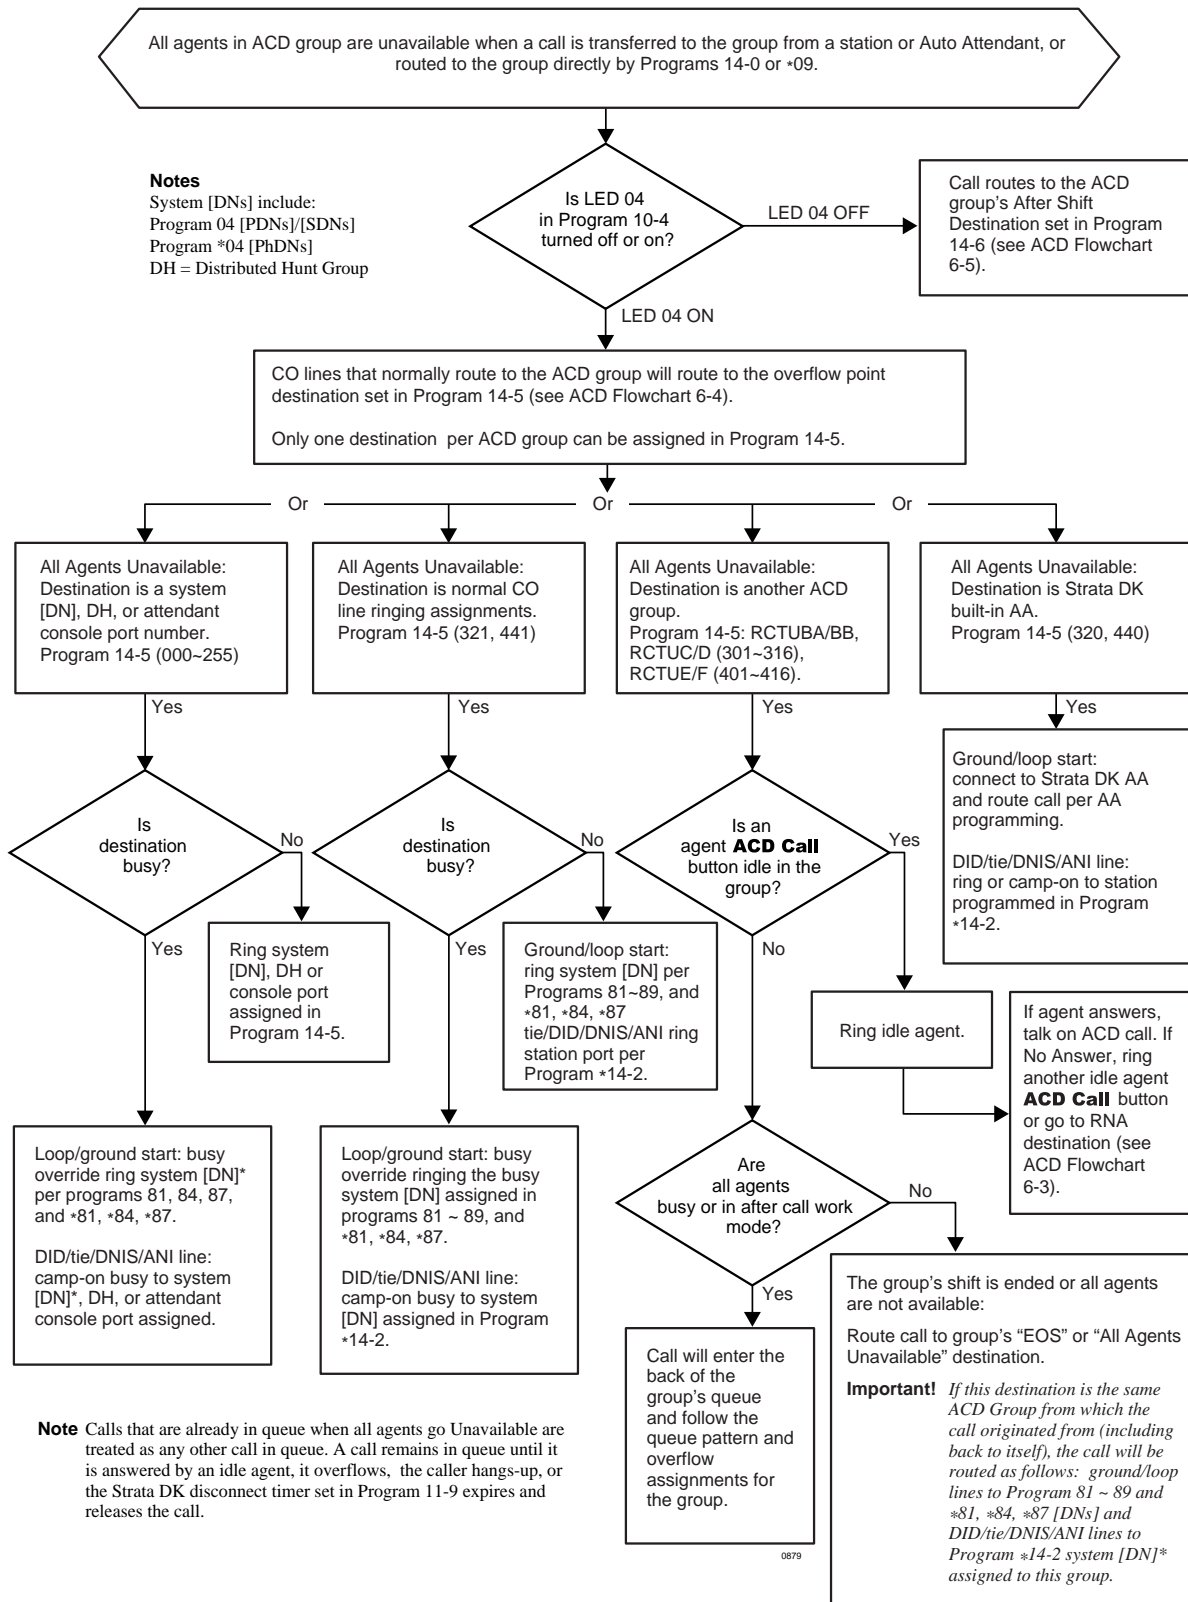 All agents in ACD group are unavailable when a call is transferred to the group from a station or Auto Attendant, or
routed to the group directly by Programs 14-0 or *09.
Notes
System [DNs] include:
Program 04 [PDNs]/[SDNs]
Program *04 [PhDNs]
DH = Distributed Hunt Group
Is LED 04
in Program 10-4
turned off or on?
LED 04 OFF
Call routes to the ACD
group's After Shift
Destination set in Program
14-6 (see ACD Flowchart
6-5).
LED 04 ON
CO lines that normally route to the ACD group will route to the overflow point
destination set in Program 14-5 (see ACD Flowchart 6-4).
Only one destination per ACD group can be assigned in Program 14-5.
Or
Or
Or
All Agents Unavailable:
Destination is a system
[DN], DH, or attendant
console port number.
Program 14-5 (000~255)
All Agents Unavailable:
Destination is normal CO
line ringing assignments.
Program 14-5 (321, 441)
All Agents Unavailable:
Destination is another ACD
group.
Program 14-5: RCTUBA/BB,
RCTUC/D (301~316),
RCTUE/F (401~416).
All Agents Unavailable:
Destination is Strata DK
built-in AA.
Program 14-5 (320, 440)
Yes
Yes
Yes
Yes
Is
destination
busy?
No
Is
destination
busy?
No
Is an
agent ACD Call
button idle in the
group?
Yes
Ground/loop start:
connect to Strata DK AA
and route call per AA
programming.
DID/tie/DNIS/ANI line:
ring or camp-on to station
programmed in Program
*14-2.
Yes
Ring system
[DN], DH or
console port
assigned in
Program 14-5.
Yes
Ground/loop start:
ring system [DN] per
Programs 81~89, and
*81, *84, *87
tie/DID/DNIS/ANI ring
station port per
Program *14-2.
No
Ring idle agent.
If agent answers,
talk on ACD call. If
No Answer, ring
another idle agent
ACD Call button
or go to RNA
destination (see
ACD Flowchart
6-3).
Loop/ground start: busy
override ring system [DN]*
per programs 81, 84, 87,
and *81, *84, *87.
DID/tie/DNIS/ANI line:
camp-on busy to system
[DN]*, DH, or attendant
console port assigned.
Loop/ground start: busy
override ringing the busy
system [DN] assigned in
programs 81 ~ 89, and
*81, *84, *87.
DID/tie/DNIS/ANI line:
camp-on busy to system
[DN] assigned in Program
*14-2.
Are
all agents
busy or in after call work
mode?
No
Yes
Call will enter the
back of the
group's queue
and follow the
queue pattern and
overflow
assignments for
the group.
The group's shift is ended or all agents
are not available:
Route call to group's “EOS” or “All Agents
Unavailable” destination.
Important! If this destination is the same
ACD Group from which the
call originated from (including
back to itself), the call will be
routed as follows: ground/loop
lines to Program 81 ~ 89 and
*81, *84, *87 [DNs] and
DID/tie/DNIS/ANI lines to
Program *14-2 system [DN]*
assigned to this group.
Note Calls that are already in queue when all agents go Unavailable are
treated as any other call in queue. A call remains in queue until it
is answered by an idle agent, it overflows, the caller hangs-up, or
the Strata DK disconnect timer set in Program 11-9 expires and
releases the call.
0879